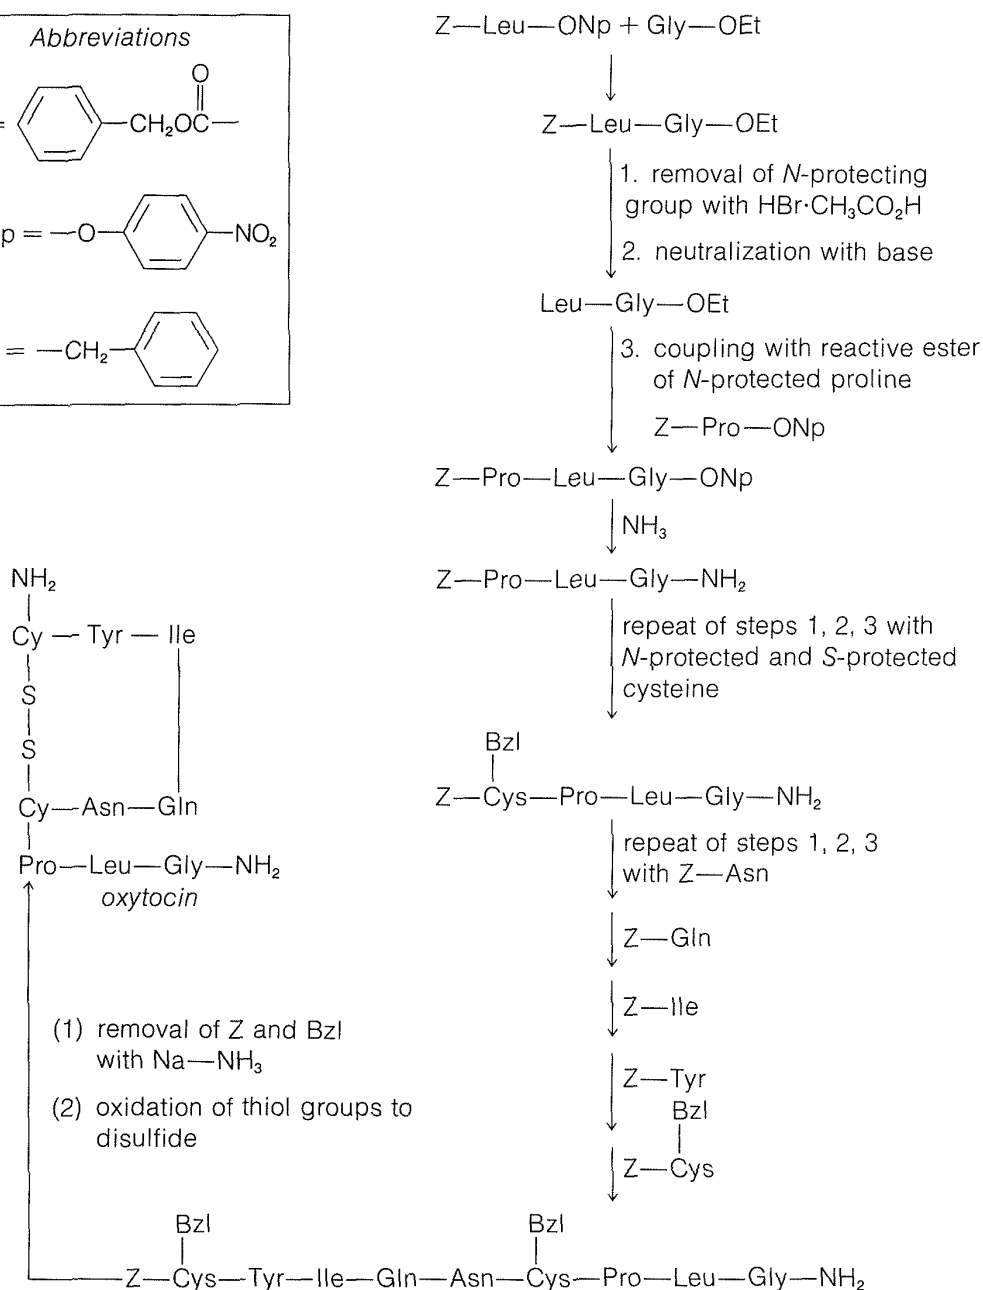 Abbreviations
= CH₂OC—
O
p = —O— —NO₂
= —CH₂—
Z—Leu—ONp + Gly—OEt
Z—Leu—Gly—OEt
1. removal of N-protecting
group with HBr·CH₃CO₂H
2. neutralization with base
Leu—Gly—OEt
3. coupling with reactive ester
of N-protected proline
Z—Pro—ONp
Z—Pro—Leu—Gly—ONp
NH₃
Z—Pro—Leu—Gly—NH₂
repeat of steps 1, 2, 3 with
N-protected and S-protected
cysteine
Bzl
Z—Cys—Pro—Leu—Gly—NH₂
repeat of steps 1, 2, 3
with Z—Asn
Z—Gln
Z—Ile
Z—Tyr
Bzl
Z—Cys
NH₂
Cy — Tyr — Ile
S
S
Cy—Asn—Gln
Pro—Leu—Gly—NH₂
oxytocin
(1) removal of Z and Bzl
with Na—NH₃
(2) oxidation of thiol groups to
disulfide
Bzl Bzl
Z—Cys—Tyr—Ile—Gln—Asn—Cys—Pro—Leu—Gly—NH₂